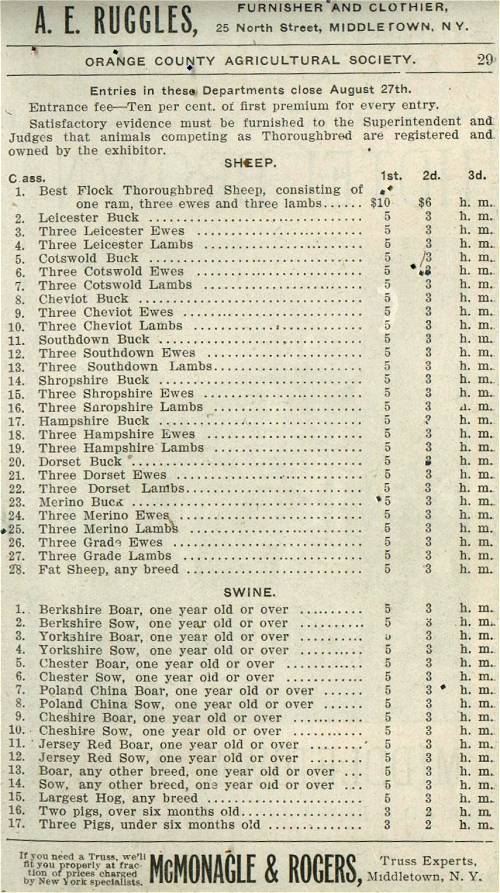 A. E. RUGGLES, FURNISHER AND CLOTHIER,
25 North Street, MIDDLETOWN, N. Y.
ORANGE COUNTY AGRICULTURAL SOCIETY. 29
Entries in these Departments close August 27th.
Entrance fee—Ten per cent. of first premium for every entry.
Satisfactory evidence must be furnished to the Superintendent and
Judges that animals competing as Thoroughbred are registered and
owned by the exhibitor.
SHEEP.
C ass. 1st. 2d. 3d.
1. Best Flock Thoroughbred Sheep, consisting of
one ram, three ewes and three lambs...... $10 $6 h. m.
2. Leicester Buck .......................... 5 3 h. m.
3. Three Leicester Ewes .................... 5 3 h. m.
4. Three Leicester Lambs ................... 5 3 h. m.
5. Cotswold Buck ........................... 5 3 h. m.
6. Three Cotswold Ewes ..................... 5 3 h. m.
7. Three Cotswold Lambs .................... 5 3 h. m.
8. Cheviot Buck ............................ 5 3 h. m.
9. Three Cheviot Ewes ...................... 5 3 h. m.
10. Three Cheviot Lambs ..................... 5 3 h. m.
11. Southdown Buck .......................... 5 3 h. m.
12. Three Southdown Ewes .................... 5 3 h. m.
13. Three Southdown Lambs.................... 5 3 h. m.
14. Shropshire Buck ......................... 5 3 h. m.
15. Three Shropshire Ewes ................... 5 3 h. m.
16. Three Snropshire Lambs .................. 5 3 h. m.
17. Hampshire Buck .......................... 5 3 h. m.
18. Three Hampshire Ewes .................... 5 3 h. m.
19. Three Hampshire Lambs ................... 5 3 h. m.
20. Dorset Buck ............................. 5 3 h. m.
21. Three Dorset Ewes ....................... 5 3 h. m.
22. Three Dorset Lambs....................... 5 3 h. m.
23. Merino Buck ............................. 5 3 h. m.
24. Three Merino Ewes ....................... 5 3 h. m.
25. Three Merino Lambs ...................... 5 3 h. m.
26. Three Grade Ewes ........................ 5 3 h. m.
27. Three Grade Lambs ....................... 5 3 h. m.
28. Fat Sheep, any breed .................... 5 3 h. m.
SWINE.
1. Berkshire Boar, one year old or over .......... 5 3 h. m.
2. Berkshire Sow, one year old or over .......... 5 3 h. m.
3. Yorkshire Boar, one year old or over .......... 5 3 h. m.
4. Yorkshire Sow, one year old or over .......... 5 3 h. m.
5. Chester Boar, one year old or over ............ 5 3 h. m.
6. Chester Sow, one year old or over ............ 5 3 h. m.
7. Poland China Boar, one year old or over ...... 5 3 h. m.
8. Poland China Sow, one year old or over ....... 5 3 h. m.
9. Cheshire Boar, one year old or over ........... 5 3 h. m.
10. Cheshire Sow, one year old or over ........... 5 3 h. m.
11. Jersey Red Boar, one year old or over ........ 5 3 h. m.
12. Jersey Red Sow, one year old or over ......... 5 3 h. m.
13. Boar, any other breed, one year old or over ... 5 3 h. m.
14. Sow, any other breed, one year old or over ... 5 3 h. m.
15. Largest Hog, any breed ....................... 5 3 h. m.
16. Two pigs, over six months old................. 3 2 h. m
17. Three Pigs, under six months old ............. 3 2 h. m.
If you need a Truss, we'll
fit you properly at frac-
tion of prices charged
by New York specialists.
McMONAGLE & ROGERS,
Truss Experts,
Middletown, N. Y.